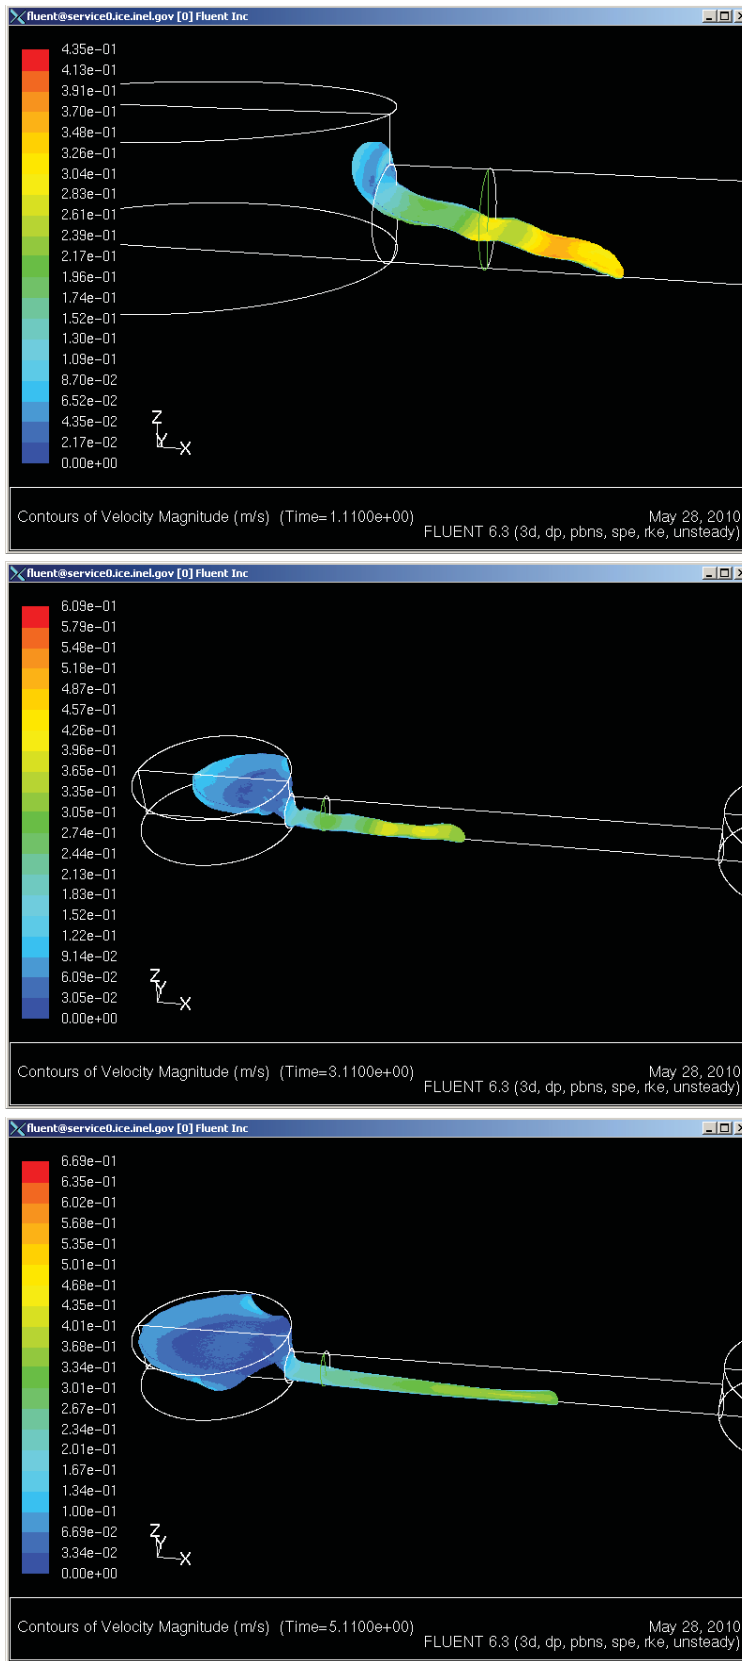 fluent@service0.ice.inel.gov [0] Fluent Inc
4.35e-01
4.13e-01
3.91e-01
3.70e-01
3.48e-01
3.26e-01
3.04e-01
2.83e-01
2.61e-01
2.39e-01
2.17e-01
1.96e-01
1.74e-01
1.52e-01
1.30e-01
1.09e-01
8.70e-02
6.52e-02
4.35e-02
2.17e-02
0.00e+00
Z
Y
X
Contours of Velocity Magnitude (m/s) (Time=1.1100e+00)
May 28, 2010
FLUENT 6.3 (3d, dp, pbns, spe, rke, unsteady)
fluent@service0.ice.inel.gov [0] Fluent Inc
6.09e-01
5.79e-01
5.48e-01
5.18e-01
4.87e-01
4.57e-01
4.26e-01
3.96e-01
3.65e-01
3.35e-01
3.05e-01
2.74e-01
2.44e-01
2.13e-01
1.83e-01
1.52e-01
1.22e-01
9.14e-02
6.09e-02
3.05e-02
0.00e+00
Z
Y
X
Contours of Velocity Magnitude (m/s) (Time=3.1100e+00)
May 28, 2010
FLUENT 6.3 (3d, dp, pbns, spe, rke, unsteady)
fluent@service0.ice.inel.gov [0] Fluent Inc
6.69e-01
6.35e-01
6.02e-01
5.68e-01
5.35e-01
5.01e-01
4.68e-01
4.35e-01
4.01e-01
3.68e-01
3.34e-01
3.01e-01
2.67e-01
2.34e-01
2.01e-01
1.67e-01
1.34e-01
1.00e-01
6.69e-02
3.34e-02
0.00e+00
Z
Y
X
Contours of Velocity Magnitude (m/s) (Time=5.1100e+00)
May 28, 2010
FLUENT 6.3 (3d, dp, pbns, spe, rke, unsteady)